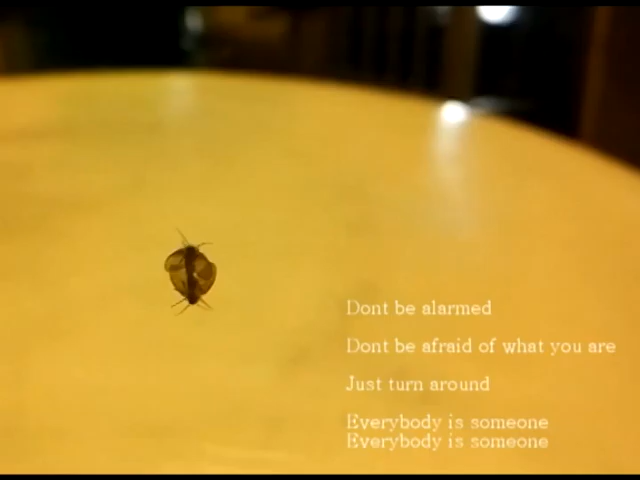 Dont be alarmed
Dont be afraid of what you are
Just turn around
Everybody is someone
Everybody is someone